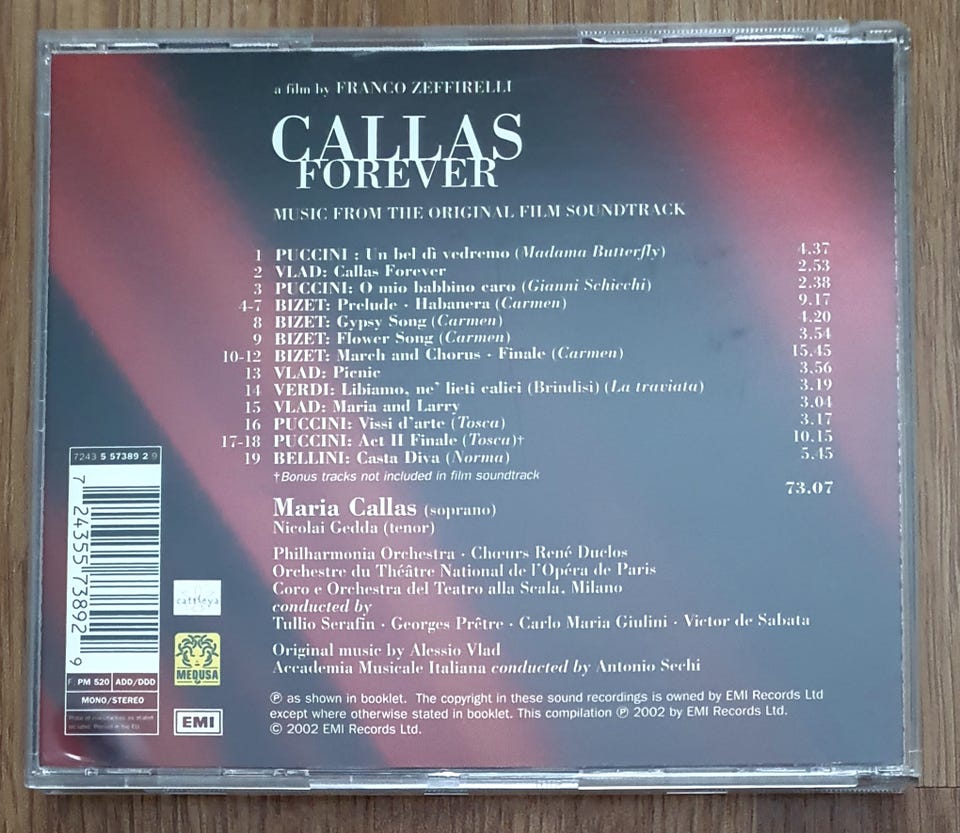 a film by FRANCO ZEFFIRELLI
CALLAS
FOREVER
MUSIC FROM THE ORIGINAL FILM SOUNDTRACK
1 PUCCINI : Un bel dì vedremo (Madama Butterfly) 4.37
2 VLAD: Callas Forever 2.53
3 PUCCINI: O mio babbino caro (Gianni Schicchi) 2.38
4-7 BIZET: Prelude · Habanera (Carmen) 9.17
8 BIZET: Gypsy Song (Carmen) 4.20
9 BIZET: Flower Song (Carmen) 3.54
10-12 BIZET: March and Chorus · Finale (Carmen) 15.45
13 VLAD: Picnic 3.56
14 VERDI: Libiamo, ne' lieti calici (Brindisi) (La traviata) 3.19
15 VLAD: Maria and Larry 3.04
16 PUCCINI: Vissi d'arte (Tosca) 3.17
17-18 PUCCINI: Act II Finale (Tosca)† 10.15
19 BELLINI: Casta Diva (Norma) 5.45
†Bonus tracks not included in film soundtrack
73.07
Maria Callas (soprano)
Nicolai Gedda (tenor)
Philharmonia Orchestra · Chœurs René Duclos
Orchestre du Théâtre National de l'Opéra de Paris
Coro e Orchestra del Teatro alla Scala, Milano
conducted by
Tullio Serafin · Georges Prêtre · Carlo Maria Giulini · Victor de Sabata
Original music by Alessio Vlad
Accademia Musicale Italiana conducted by Antonio Sechi
℗ as shown in booklet. The copyright in these sound recordings is owned by EMI Records Ltd
except where otherwise stated in booklet. This compilation ℗ 2002 by EMI Records Ltd.
© 2002 EMI Records Ltd.
7243 5 57389 2 9
7 24355 73892 9
F. PM 520 ADD/DDD
MONO/STEREO
Place of manufacture as stated
on label. Printed in the EU
cattleya
MEDUSA
EMI